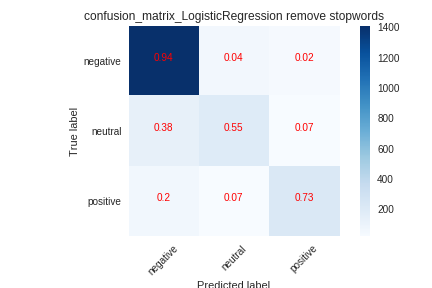 confusion_matrix_LogisticRegression remove stopwords
True label
negative
neutral
positive
0.94 0.04 0.02
0.38 0.55 0.07
0.2 0.07 0.73
negative
neutral
positive
Predicted label
1400
1200
1000
800
600
400
200